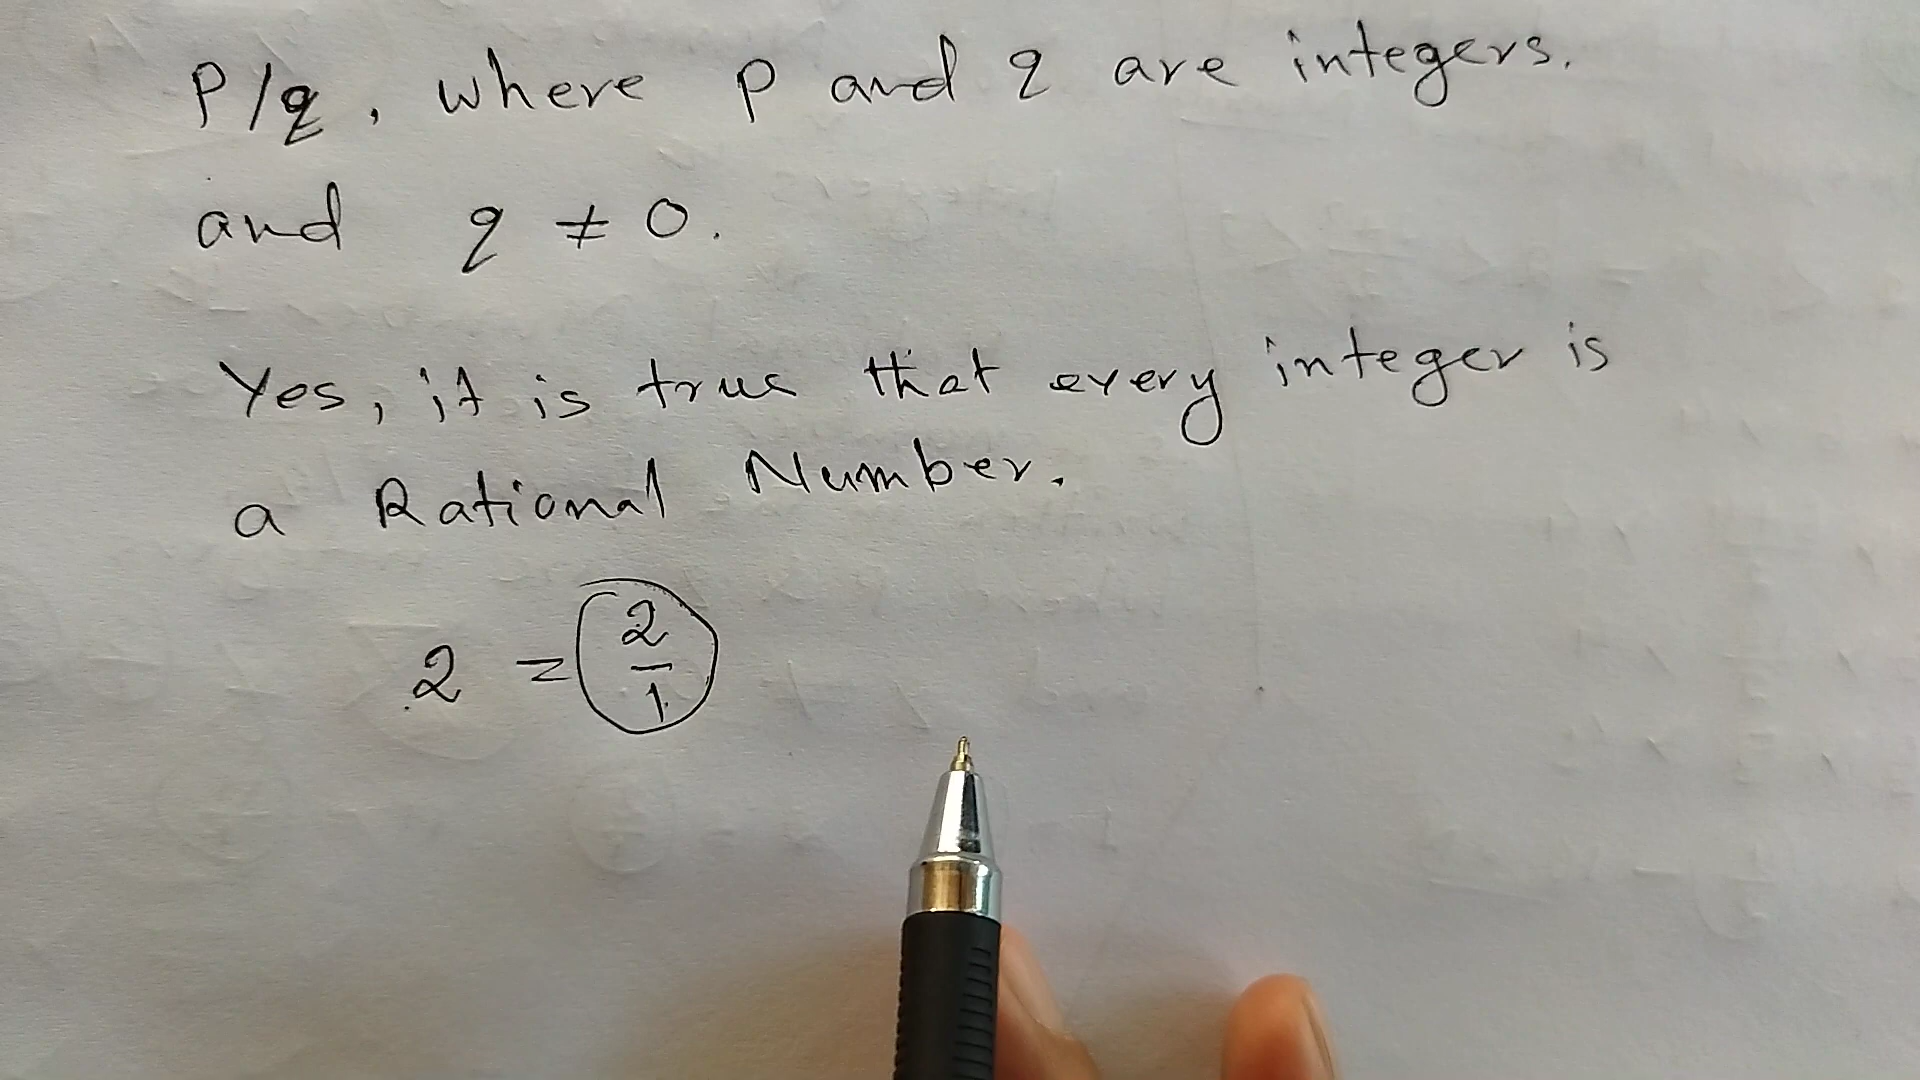 P/q, where p and q are integers.
and q ≠ 0.
Yes, it is true that every integer is
a Rational Number.
2 = 2/1